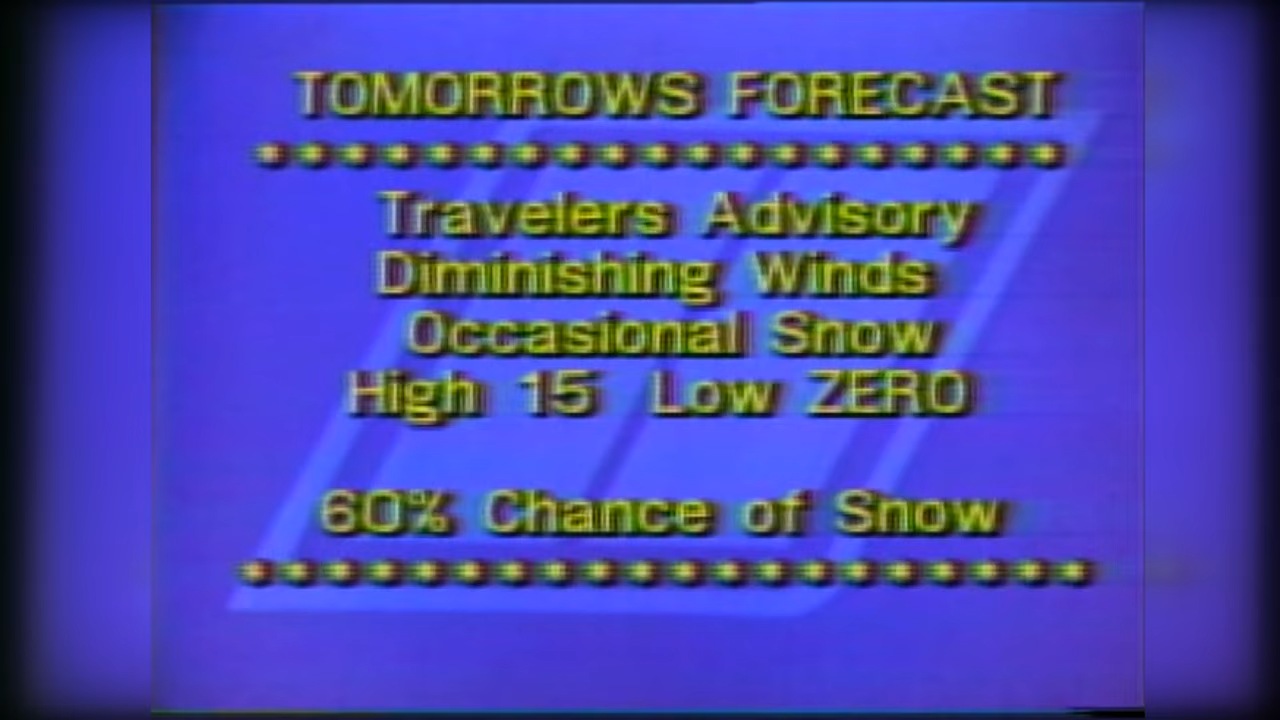 TOMORROWS FORECAST
Travelers Advisory
Diminishing Winds
Occasional Snow
High 15 Low ZERO
60% Chance of Snow